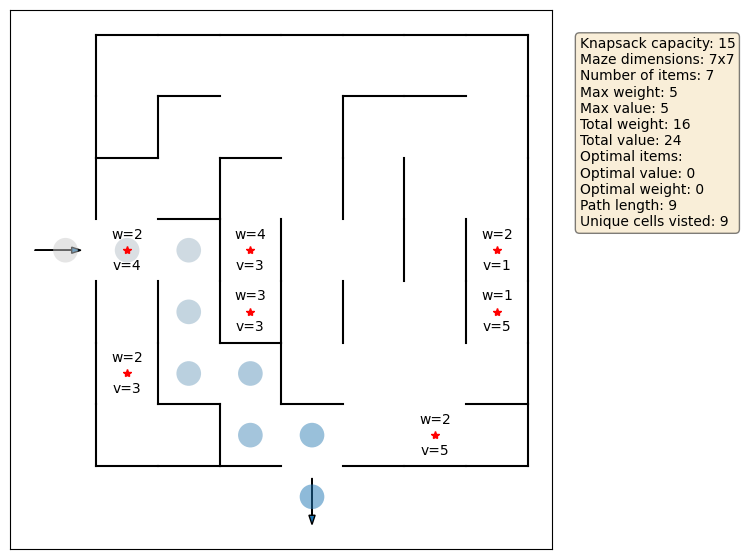 Knapsack capacity: 15
Maze dimensions: 7x7
Number of items: 7
Max weight: 5
Max value: 5
Total weight: 16
Total value: 24
Optimal items:
Optimal value: 0
Optimal weight: 0
Path length: 9
Unique cells visted: 9
w=2
v=4
w=4
v=3
w=2
v=1
w=3
v=3
w=1
v=5
w=2
v=3
w=2
v=5